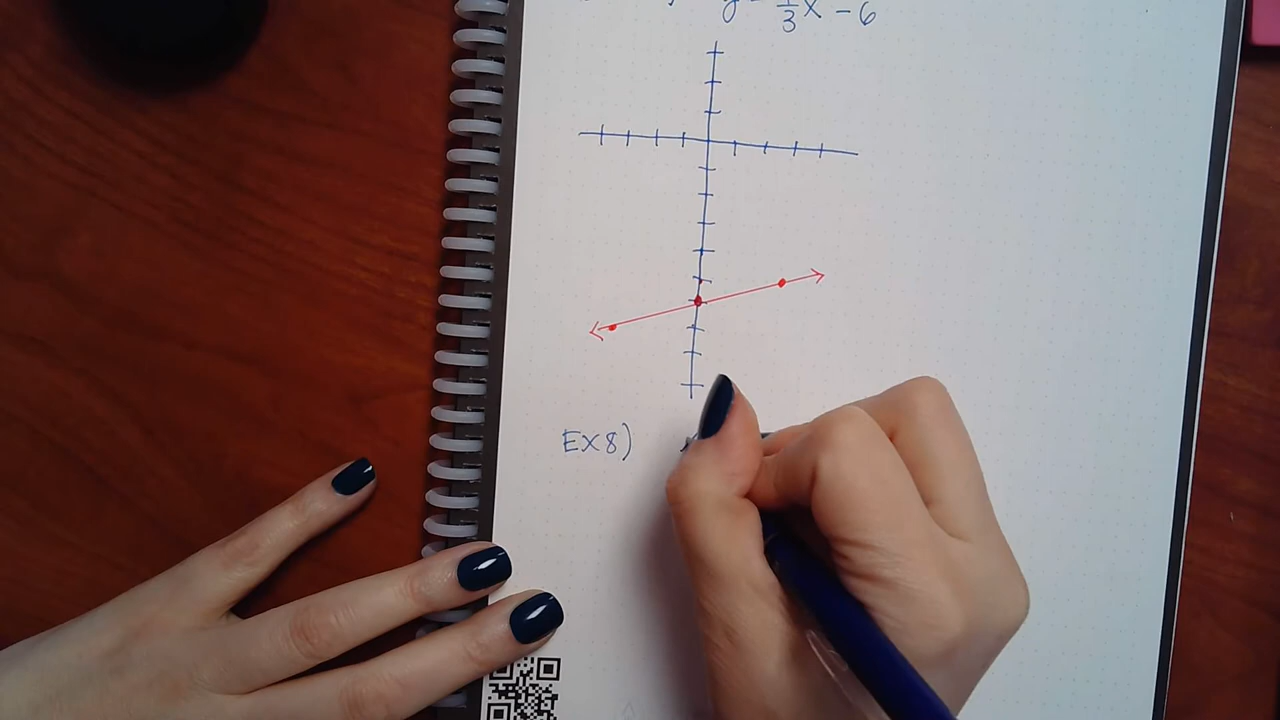 y = 1/3x - 6
Ex 8)